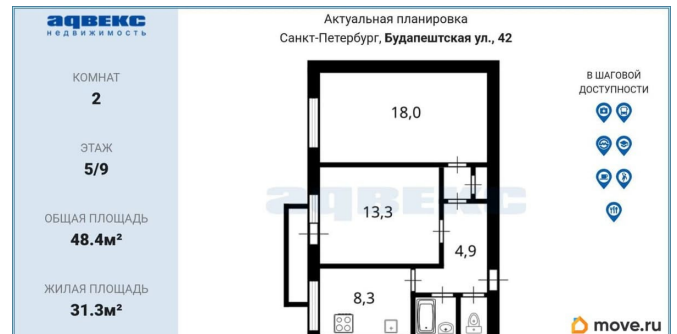 адвекс
НЕДВИЖИМОСТЬ
Актуальная планировка
Санкт-Петербург, Будапештская ул., 42
КОМНАТ
2
ЭТАЖ
5/9
ОБЩАЯ ПЛОЩАДЬ
48.4м²
ЖИЛАЯ ПЛОЩАДЬ
31.3м²
18,0
13,3
4,9
8,3
адвекс
В ШАГОВОЙ
ДОСТУПНОСТИ
move.ru